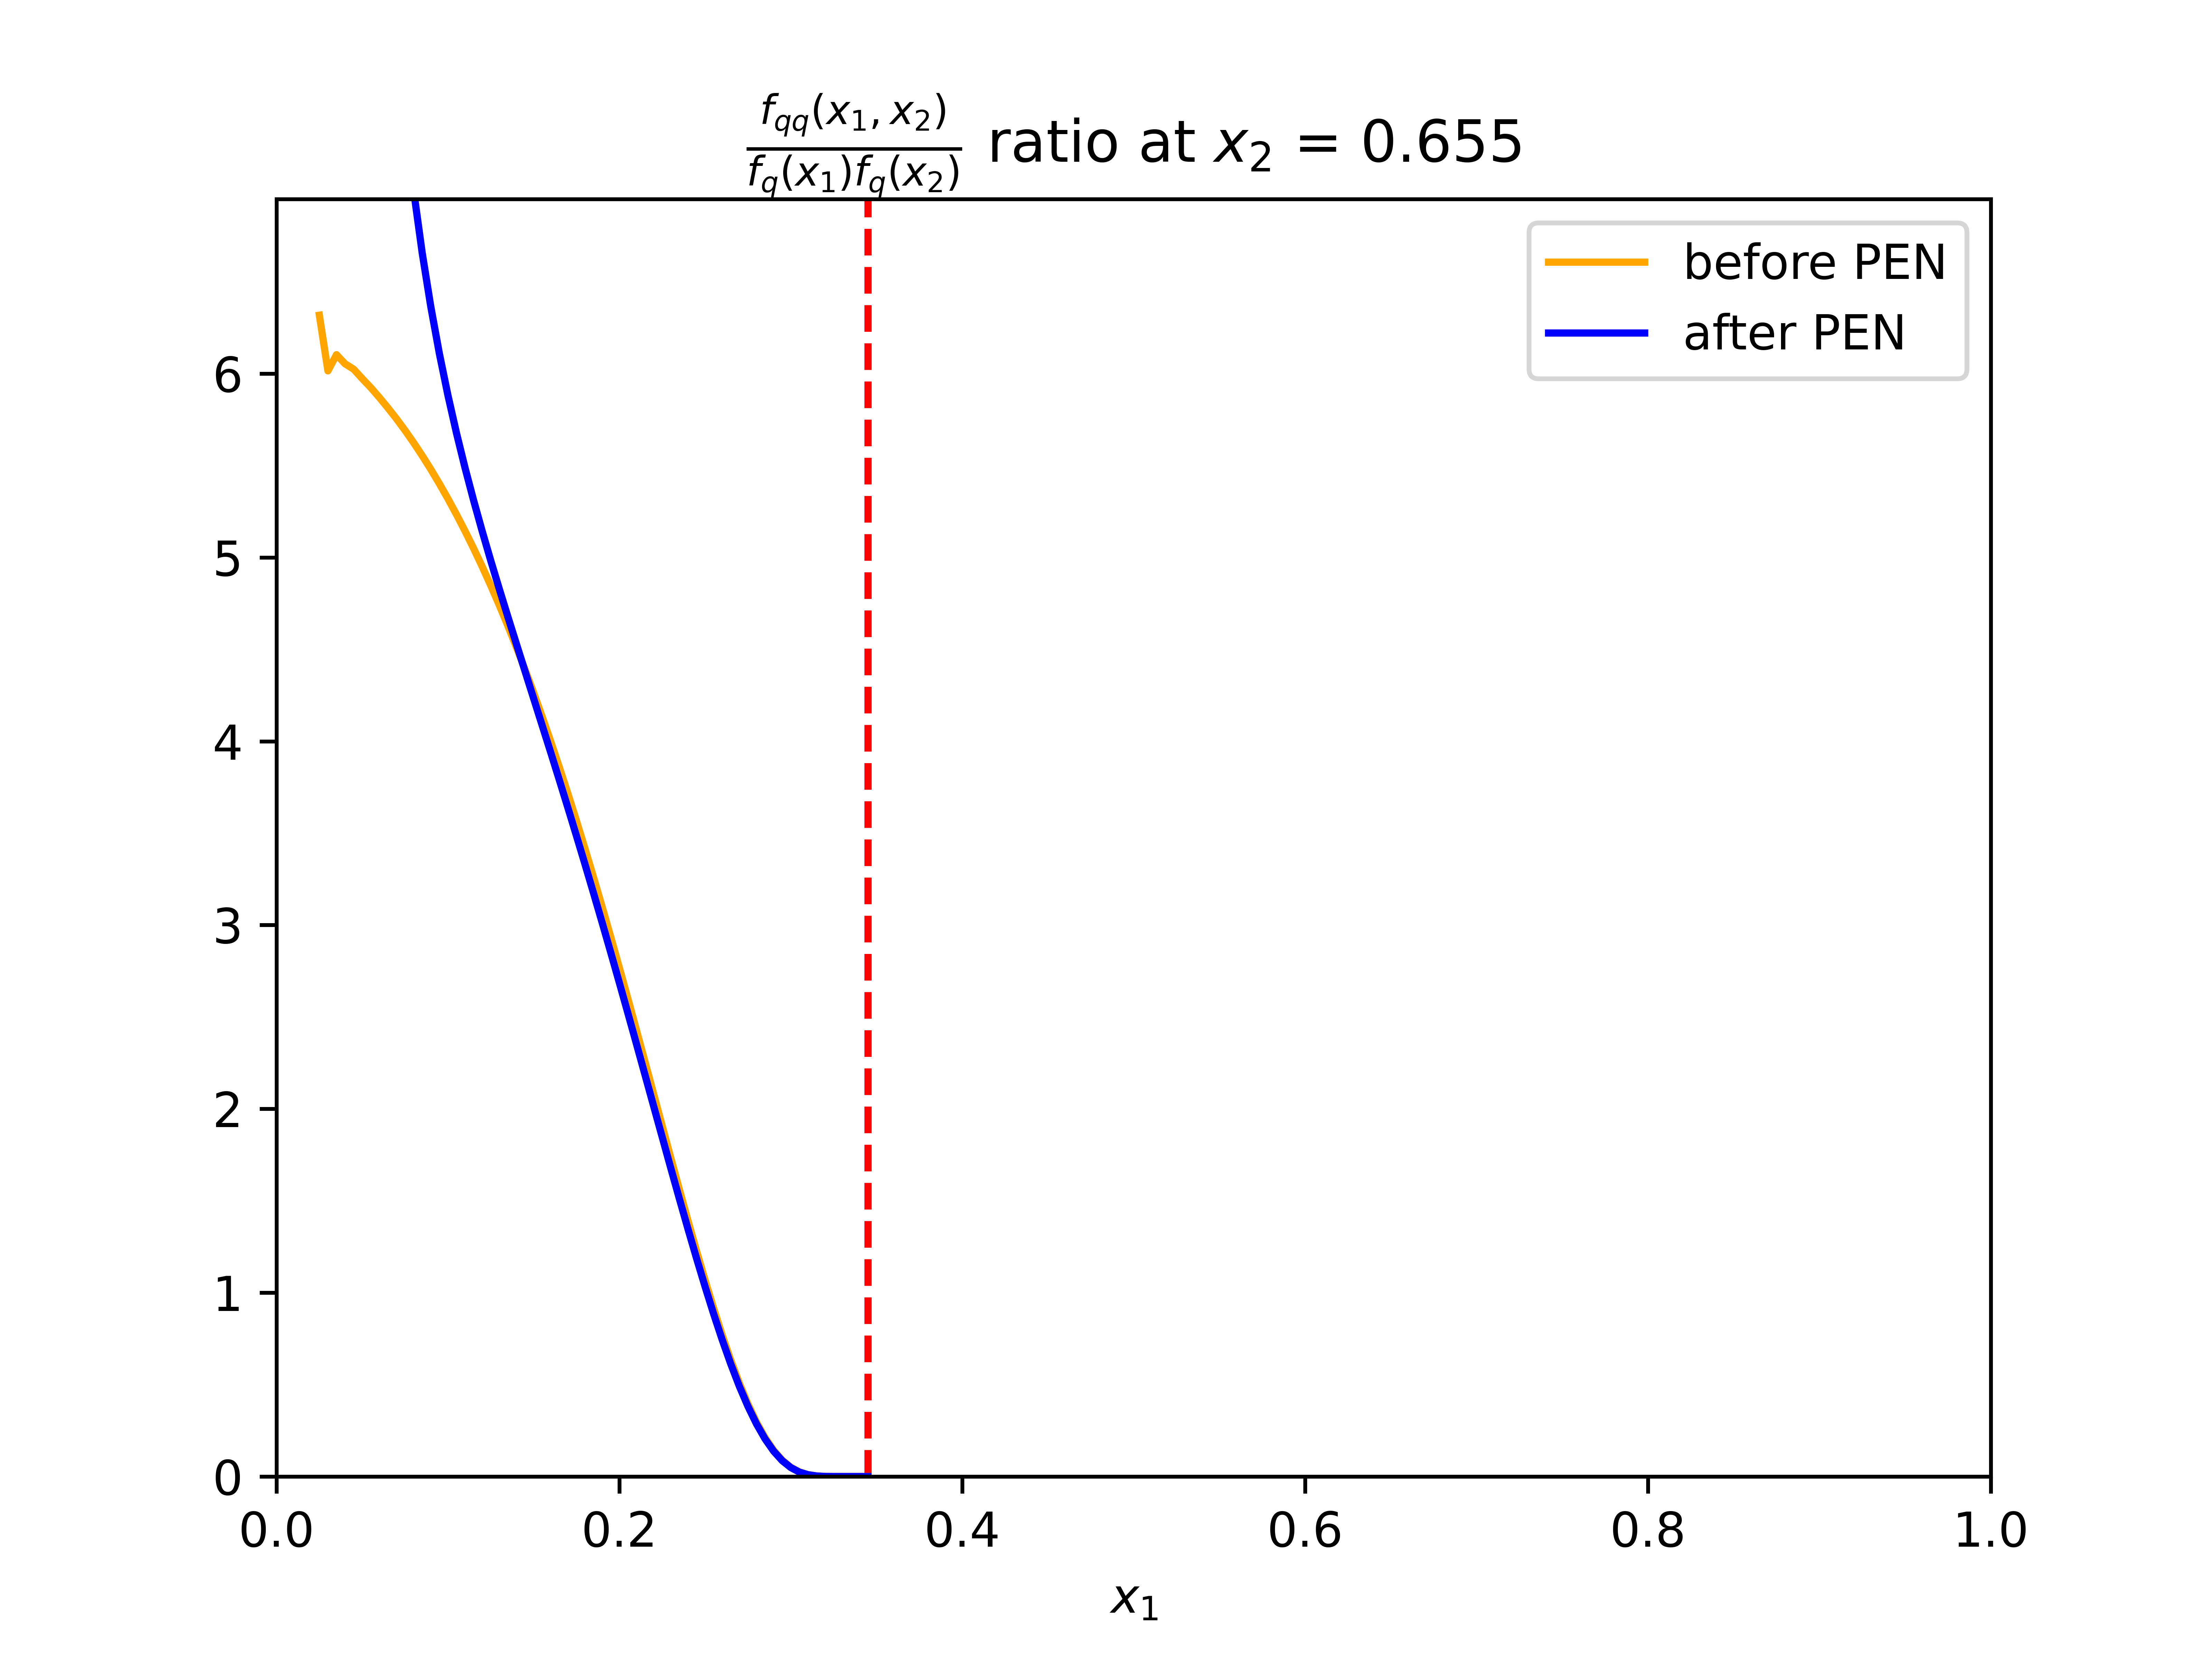 f_qq(x_1, x_2)
f_q(x_1)f_q(x_2)
ratio at x_2 = 0.655
before PEN
after PEN
6
5
4
3
2
1
0
0.0 0.2 0.4 0.6 0.8 1.0
x_1